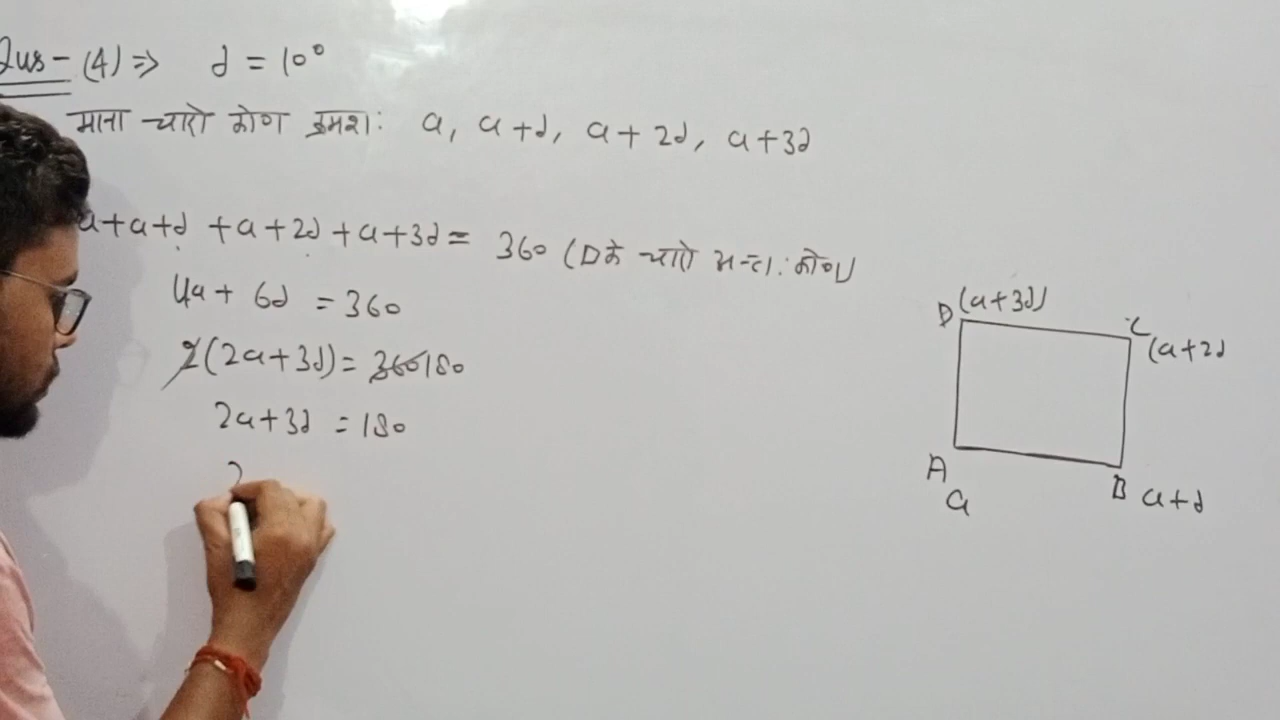 Qus - (4) ⇒ d = 10°
माना चारो कोण क्रमशः a, a+d, a+2d, a+3d
a+a+d +a+2d +a+3d = 360 (D के चारो अन्तः कोण)
4a + 6d = 360
2(2a+3d) = 360 180
2a+3d = 180
2
D (a+3d)
C
(a+2d
A
a
B a+d